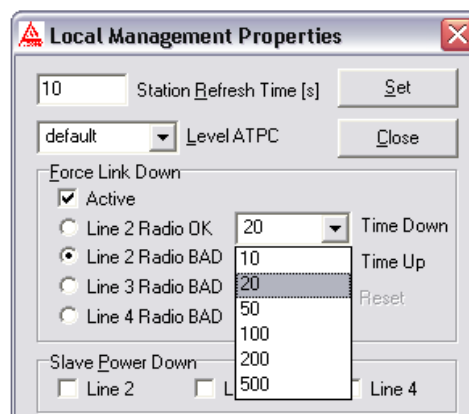 Local Management Properties
10 Station Refresh Time [s] Set
default Level ATPC Close
Force Link Down
Active
Line 2 Radio OK 20 Time Down
Line 2 Radio BAD 10 Time Up
20
Line 3 Radio BAD Reset
50
Line 4 Radio BAD 100
200
Slave Power Down
500
Line 2 L Line 4